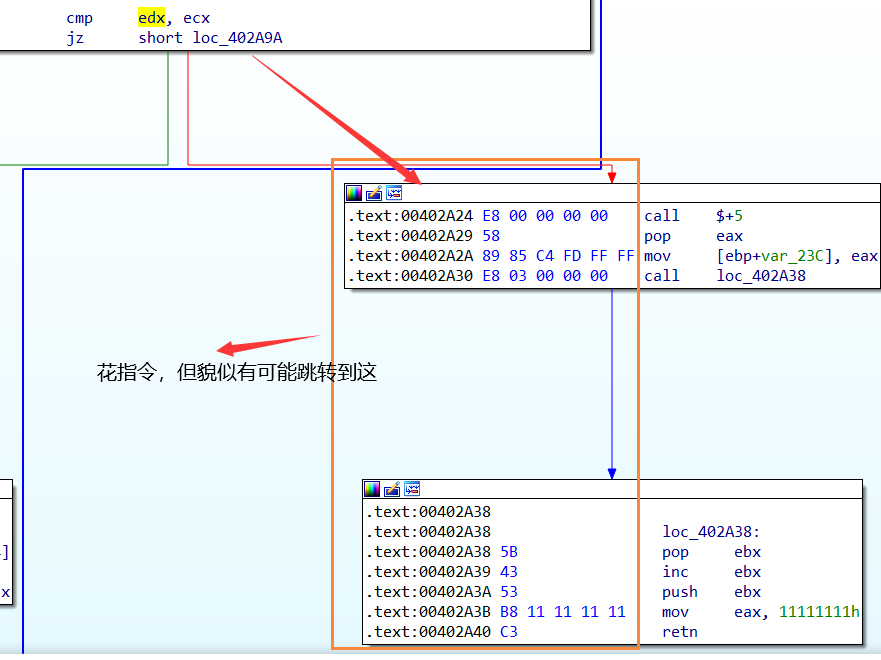 cmp edx, ecx
jz short loc_402A9A
.text:00402A24 E8 00 00 00 00 call $+5
.text:00402A29 58 pop eax
.text:00402A2A 89 85 C4 FD FF FF mov [ebp+var_23C], eax
.text:00402A30 E8 03 00 00 00 call loc_402A38
花指令，但貌似有可能跳转到这
.text:00402A38
.text:00402A38 loc_402A38:
.text:00402A38 5B pop ebx
.text:00402A39 43 inc ebx
.text:00402A3A 53 push ebx
.text:00402A3B B8 11 11 11 11 mov eax, 11111111h
.text:00402A40 C3 retn
]
x